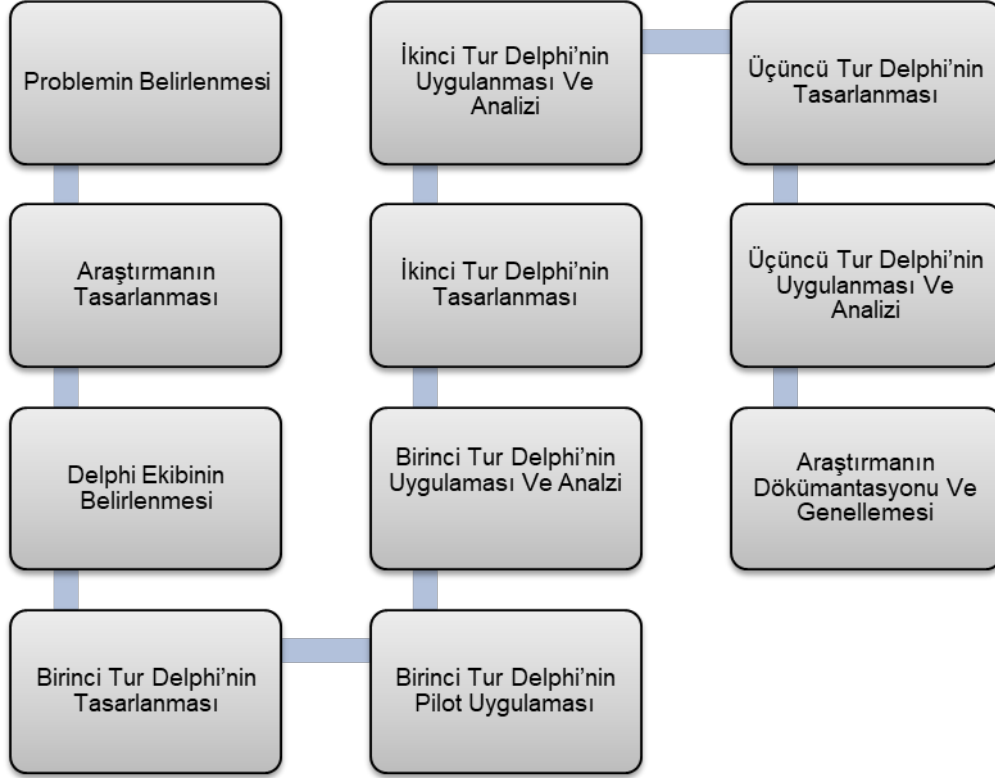 Problemin Belirlenmesi
Araştırmanın
Tasarlanması
Delphi Ekibinin
Belirlenmesi
Birinci Tur Delphi’nin
Tasarlanması
Birinci Tur Delphi’nin
Pilot Uygulaması
Birinci Tur Delphi’nin
Uygulaması Ve Analzi
İkinci Tur Delphi’nin
Tasarlanması
İkinci Tur Delphi’nin
Uygulanması Ve
Analizi
Üçüncü Tur Delphi’nin
Tasarlanması
Üçüncü Tur Delphi’nin
Uygulanması Ve
Analizi
Araştırmanın
Dökümantasyonu Ve
Genellemesi